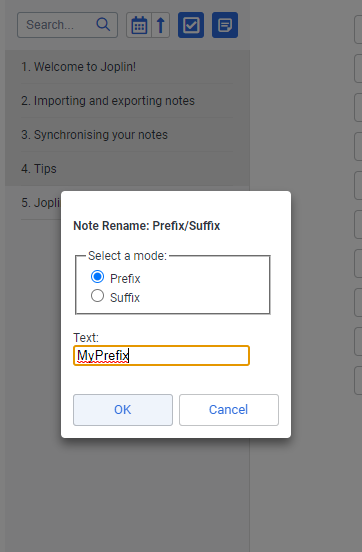 Search...
1. Welcome to Joplin!
2. Importing and exporting notes
3. Synchronising your notes
4. Tips
5. Jopli
Note Rename: Prefix/Suffix
Select a mode:
Prefix
Suffix
Text:
MyPrefix
OK Cancel